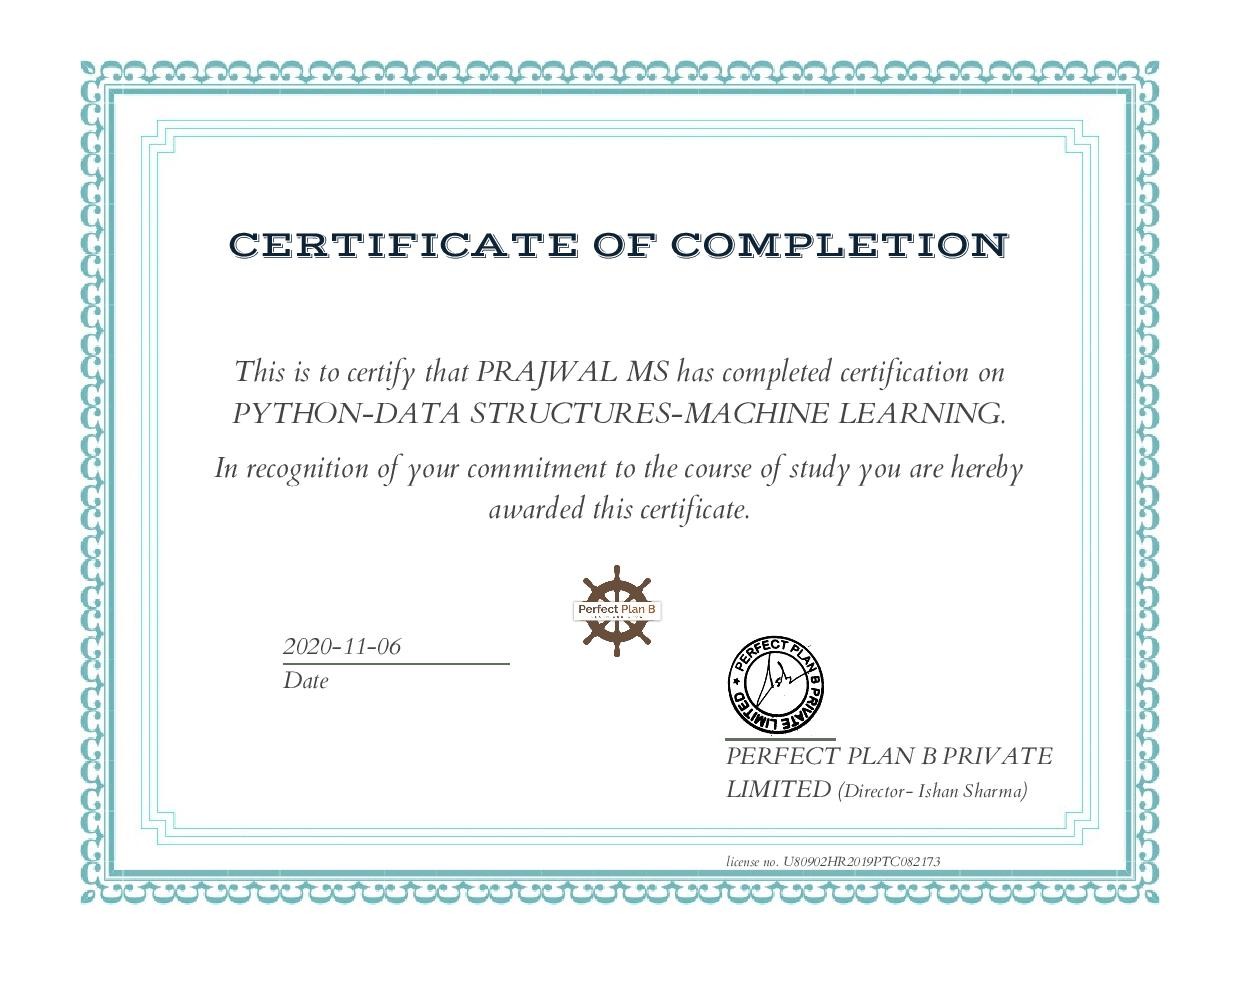 CERTIFICATE OF COMPLETION
This is to certify that PRAJWAL MS has completed certification on
PYTHON-DATA STRUCTURES-MACHINE LEARNING.
In recognition of your commitment to the course of study you are hereby
awarded this certificate.
Perfect Plan B
2020-11-06
Date
PERFECT PLAN B PRIVATE LIMITED
PERFECT PLAN B PRIVATE
LIMITED (Director- Ishan Sharma)
license no. U80902HR2019PTC082173